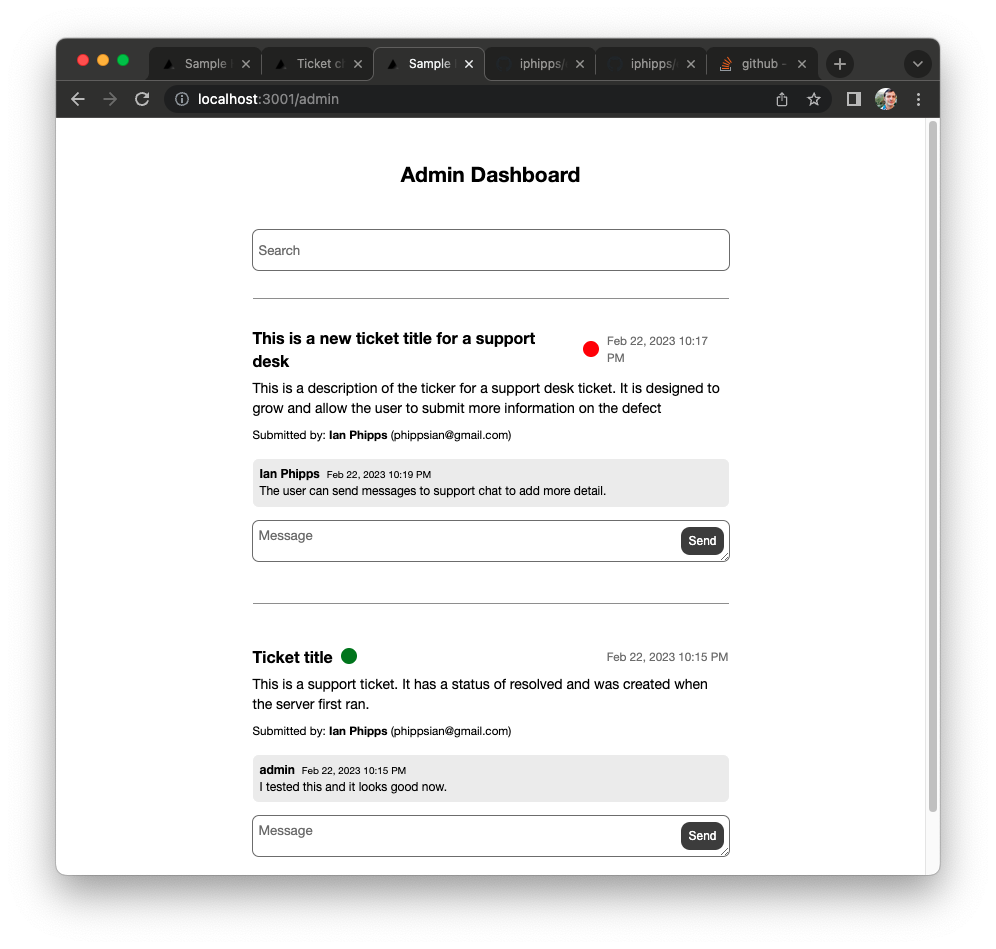 Sample
Ticket cl
Sample
iphipps/
iphipps/
github -
localhost:3001/admin
Admin Dashboard
Search
This is a new ticket title for a support
desk
Feb 22, 2023 10:17
PM
This is a description of the ticker for a support desk ticket. It is designed to
grow and allow the user to submit more information on the defect
Submitted by: Ian Phipps (phippsian@gmail.com)
Ian Phipps Feb 22, 2023 10:19 PM
The user can send messages to support chat to add more detail.
Message
Send
Ticket title
Feb 22, 2023 10:15 PM
This is a support ticket. It has a status of resolved and was created when
the server first ran.
Submitted by: Ian Phipps (phippsian@gmail.com)
admin Feb 22, 2023 10:15 PM
I tested this and it looks good now.
Message
Send